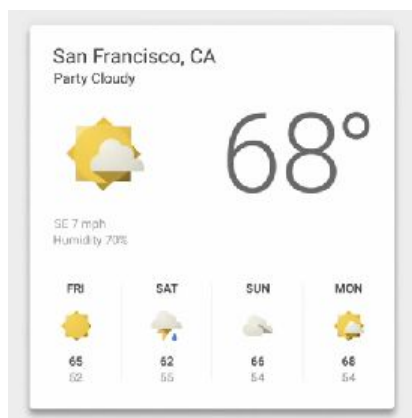 San Francisco, CA
Party Cloudy
68°
SE 7 mph
Humidity 70%
FRI SAT SUN MON
65 62 66 68
52 55 54 54